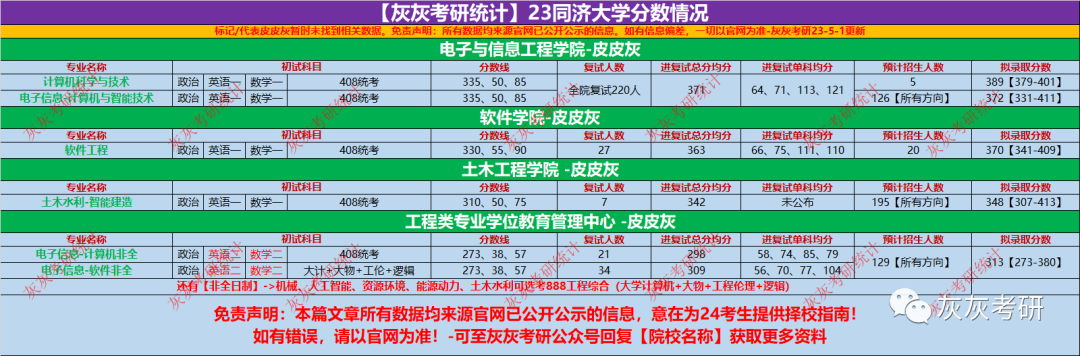 【灰灰考研统计】23同济大学分数情况
标记/代表皮皮灰暂时未找到相关数据。免责声明：所有数据均来源官网已公开公示的信息。如有信息偏差，一切以官网为准-灰灰考研23-5-1更新
电子与信息工程学院-皮皮灰
专业名称 初试科目 分数线 复试人数 进复试总分均分 进复试单科均分 预计招生人数 拟录取分数
计算机科学与技术 政治 英语一 数学一 408统考 335、50、85 全院复试220人 371 64、71、113、121 5 389【379-401】
电子信息-计算机与智能技术 政治 英语一 数学一 408统考 335、50、85 126【所有方向】 372【331-411】
软件学院-皮皮灰
专业名称 初试科目 分数线 复试人数 进复试总分均分 进复试单科均分 预计招生人数 拟录取分数
软件工程 政治 英语一 数学一 408统考 330、55、90 27 363 66、75、111、110 20 370【341-409】
土木工程学院 -皮皮灰
专业名称 初试科目 分数线 复试人数 进复试总分均分 进复试单科均分 预计招生人数 拟录取分数
土木水利-智能建造 政治 英语一 数学一 408统考 310、50、75 7 342 未公布 195【所有方向】 348【307-413】
工程类专业学位教育管理中心 -皮皮灰
专业名称 初试科目 分数线 复试人数 进复试总分均分 进复试单科均分 预计招生人数 拟录取分数
电子信息-计算机非全 政治 英语二 数学二 408统考 273、38、57 21 298 58、74、85、79 129【所有方向】 313【273-380】
电子信息-软件非全 政治 英语二 数学二 大计+大物+工伦+逻辑 273、38、57 34 309 56、70、77、104
还有【非全日制】->机械、人工智能、资源环境、能源动力、土木水利可选考888工程综合（大学计算机+大物+工程伦理+逻辑）
免责声明：本篇文章所有数据均来源官网已公开公示的信息，意在为24考生提供择校指南！
如有错误，请以官网为准！-可至灰灰考研公众号回复【院校名称】获取更多资料
灰灰考研
灰灰考研统计